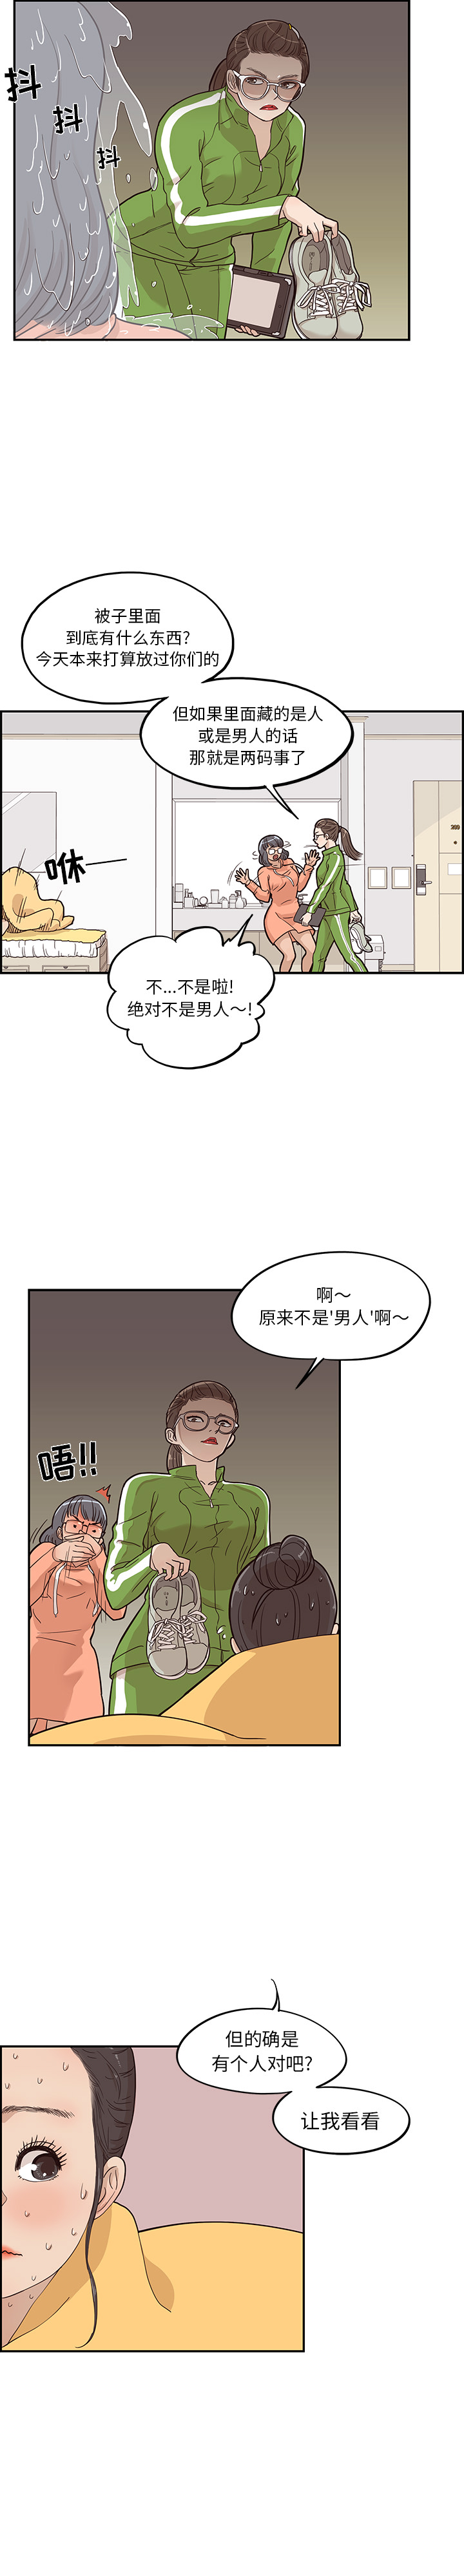 抖
抖
抖
被子里面
到底有什么东西?
今天本来打算放过你们的
但如果里面藏的是人
或是男人的话
那就是两码事了
咻
不...不是啦!
绝对不是男人～!
啊～
原来不是'男人'啊～
唔!!
但的确是
有个人对吧?
让我看看